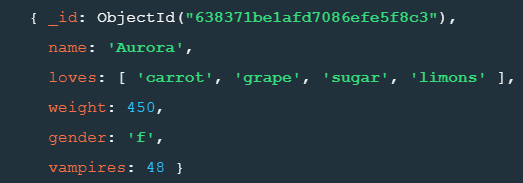 { _id: ObjectId("638371be1afd7086efe5f8c3"),
name: 'Aurora',
loves: [ 'carrot', 'grape', 'sugar', 'limons' ],
weight: 450,
gender: 'f',
vampires: 48 }